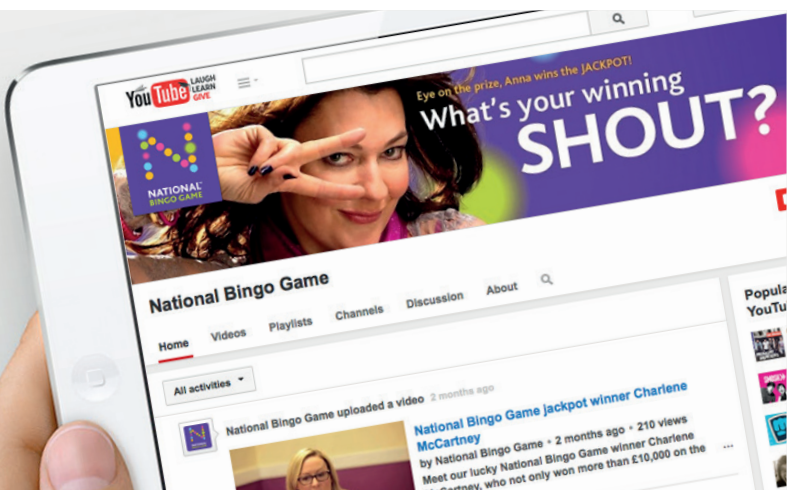 You Tube
LAUGH
LEARN
GIVE
Eye on the prize, Anna wins the JACKPOT!
What's your winning
SHOUT?
NATIONAL
BINGO GAME
National Bingo Game
Home Videos Playlists Channels Discussion About
All activities
National Bingo Game uploaded a video 2 months ago
National Bingo Game jackpot winner Charlene
McCartney
by National Bingo Game • 2 months ago • 210 views
Meet our lucky National Bingo Game winner Charlene
McCartney, who not only won more than £10,000 on the
...
Popula
YouTu